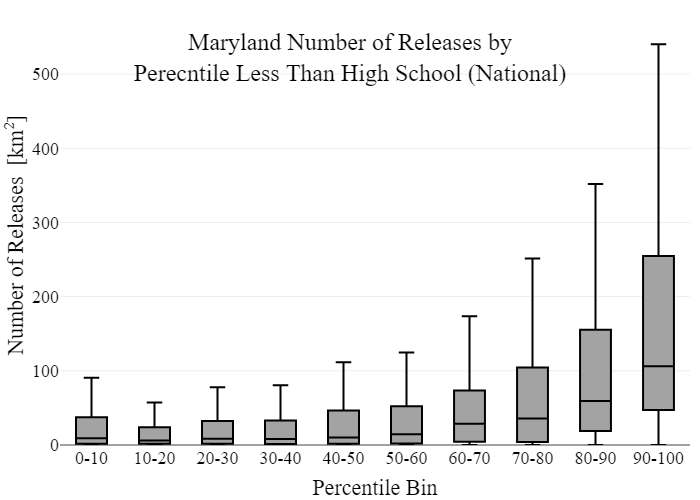 Maryland Number of Releases by
Perecntile Less Than High School (National)
Number of Releases [km²]
500
400
300
200
100
0
0-10 10-20 20-30 30-40 40-50 50-60 60-70 70-80 80-90 90-100
Percentile Bin